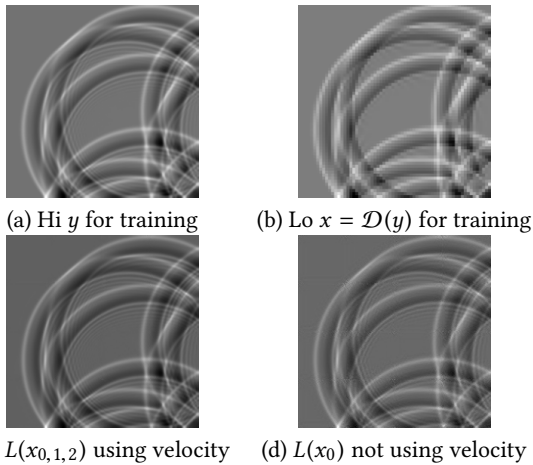 (a) Hi y for training
(b) Lo x = D(y) for training
L(x₀,₁,₂) using velocity
(d) L(x₀) not using velocity